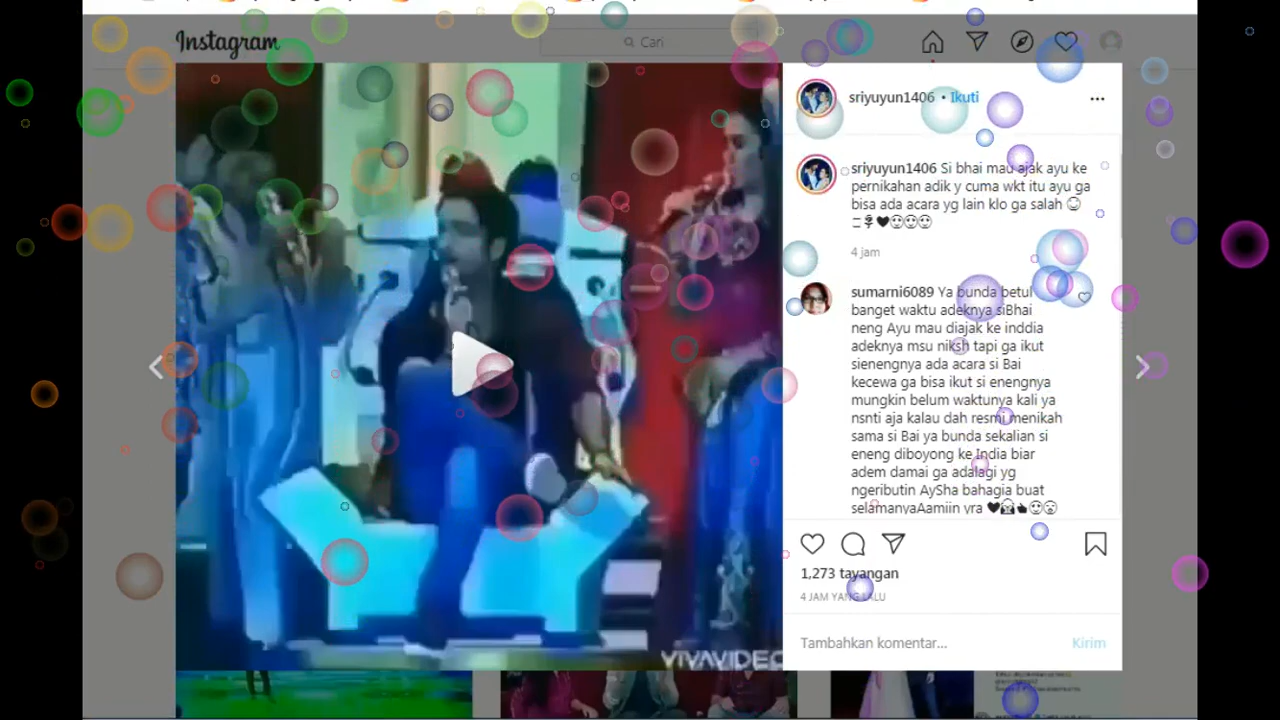 Instagram
Cari
sriyuyun1406 • Ikuti
sriyuyun1406 Si bhai mau ajak ayu ke
pernikahan adik y cuma wkt itu ayu ga
bisa ada acara yg lain klo ga salah
4 jam
sumarni6089 Ya bunda betul
banget waktu adeknya siBhai
neng Ayu mau diajak ke inddia
adeknya msu niksh tapi ga ikut
sienengnya ada acara si Bai
kecewa ga bisa ikut si enengnya
mungkin belum waktunya kali ya
nsnti aja kalau dah resmi menikah
sama si Bai ya bunda sekalian si
eneng diboyong ke India biar
adem damai ga adalagi yg
ngeributin AySha bahagia buat
selamanyaAamiin yra
1,273 tayangan
4 JAM YANG LALU
Tambahkan komentar...
Kirim
VIVAVIDEO